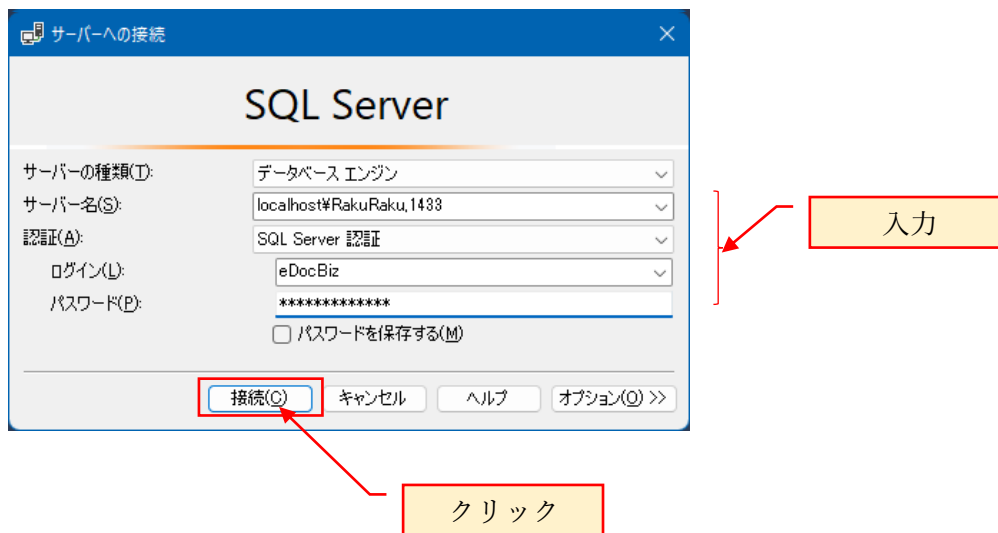 サーバーへの接続
SQL Server
サーバーの種類(T): データベース エンジン
サーバー名(S): localhost¥RakuRaku,1433
認証(A): SQL Server 認証
ログイン(L): eDocBiz
パスワード(P): *************
パスワードを保存する(M)
入力
接続(C) キャンセル ヘルプ オプション(O) >>
クリック